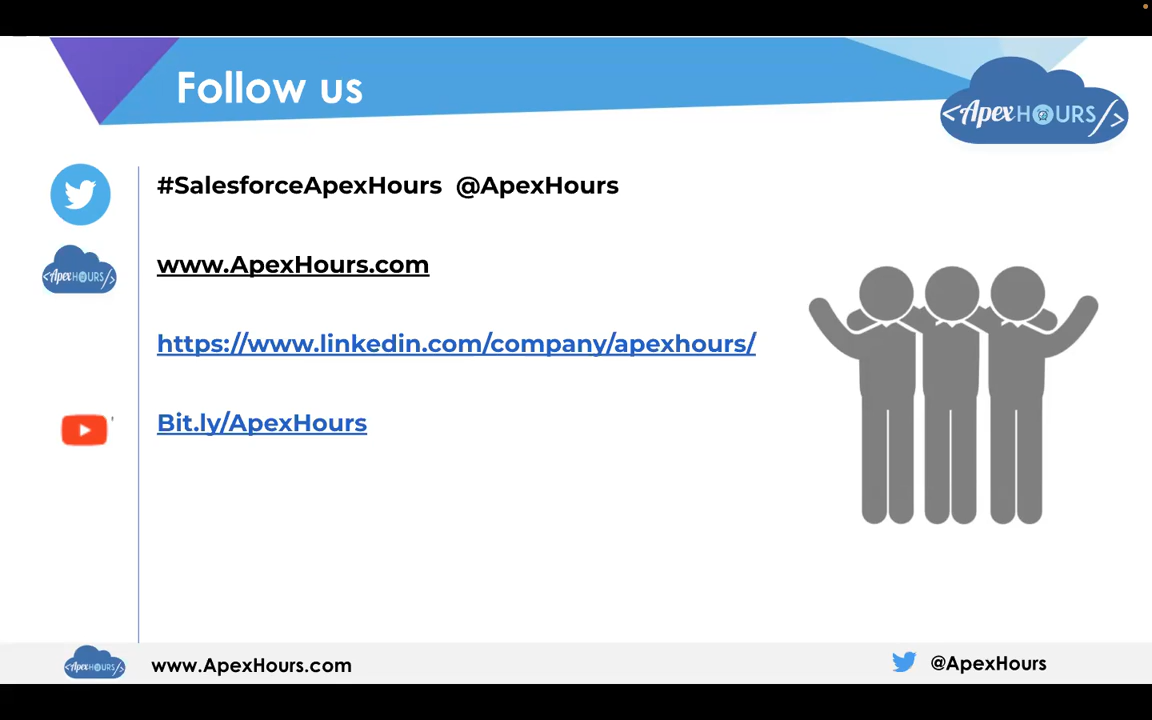 Follow us
<ApexHOURS/>
#SalesforceApexHours @ApexHours
<ApexHOURS/>
www.ApexHours.com
https://www.linkedin.com/company/apexhours/
Bit.ly/ApexHours
<ApexHOURS/>
www.ApexHours.com
@ApexHours